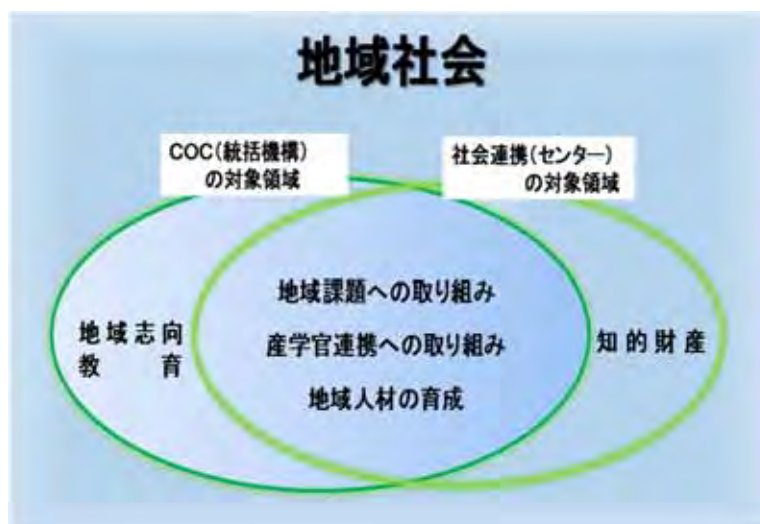 地域社会
COC(統括機構)
の対象領域
社会連携(センター)
の対象領域
地域志向
教育
地域課題への取り組み
産学官連携への取り組み
地域人材の育成
知的財産